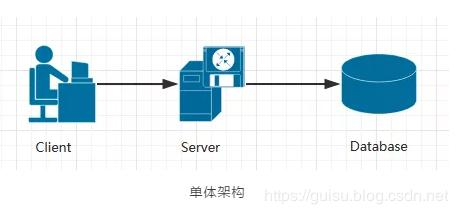 Client Server Database
单体架构
https://guisu.blog.csdn.net